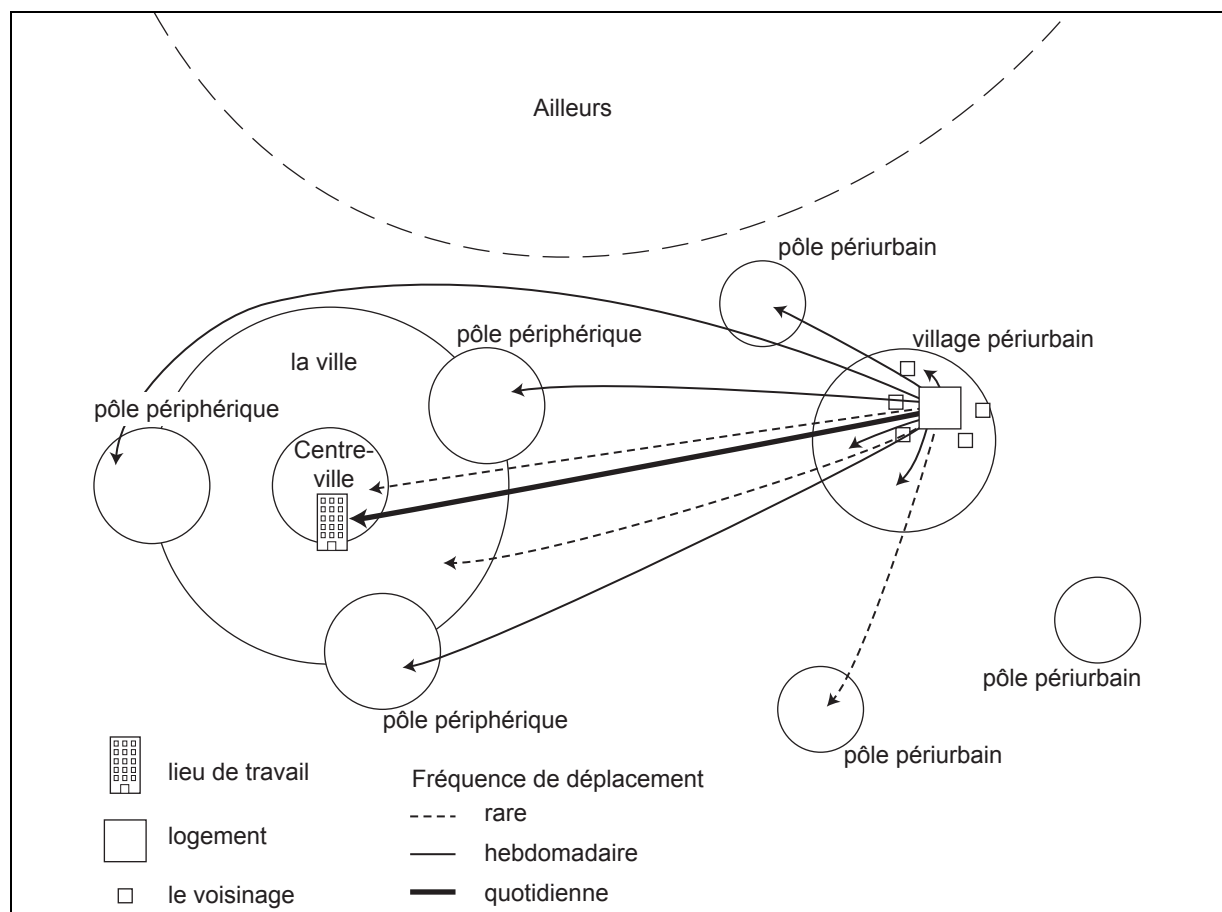 Ailleurs
pôle périurbain
village périurbain
pôle périphérique
la ville
pôle périphérique
Centre-
ville
pôle périurbain
pôle périphérique
pôle périurbain
lieu de travail
logement
le voisinage
Fréquence de déplacement
rare
hebdomadaire
quotidienne